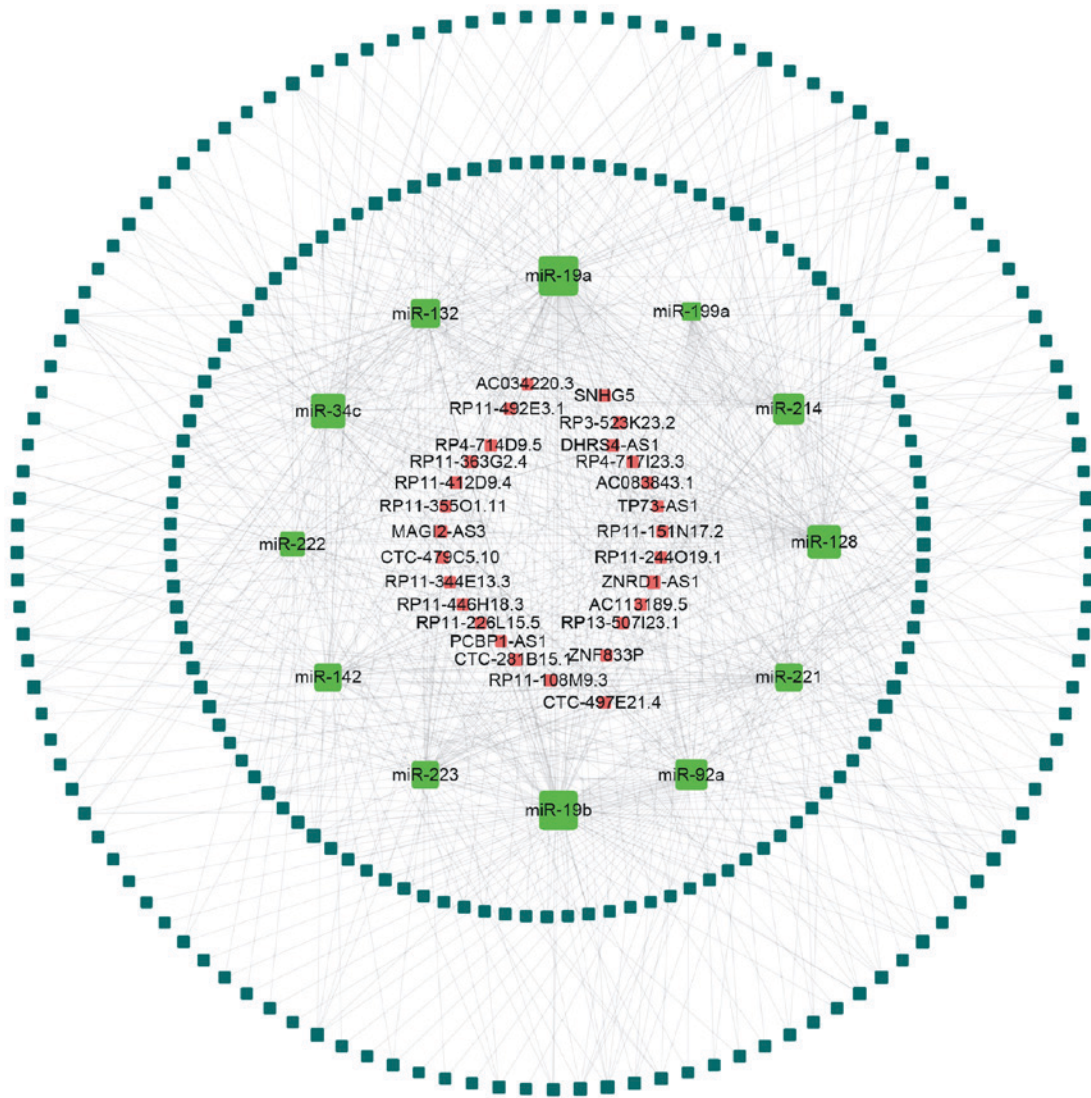 miR-19a
miR-132
miR-199a
AC034220.3
SNHG5
miR-34c
RP11-492E3.1
miR-214
RP3-523K23.2
RP4-714D9.5
DHRS4-AS1
RP11-363G2.4
RP4-717I23.3
RP11-412D9.4
AC083843.1
RP11-355O1.11
TP73-AS1
MAGI2-AS3
RP11-151N17.2
miR-222
miR-128
CTC-479C5.10
RP11-244O19.1
RP11-344E13.3
ZNRD1-AS1
RP11-446H18.3
AC113189.5
RP11-226L15.5
RP13-507I23.1
PCBP1-AS1
CTC-281B15.1
ZNF833P
miR-142
RP11-108M9.3
miR-221
CTC-497E21.4
miR-223
miR-92a
miR-19b